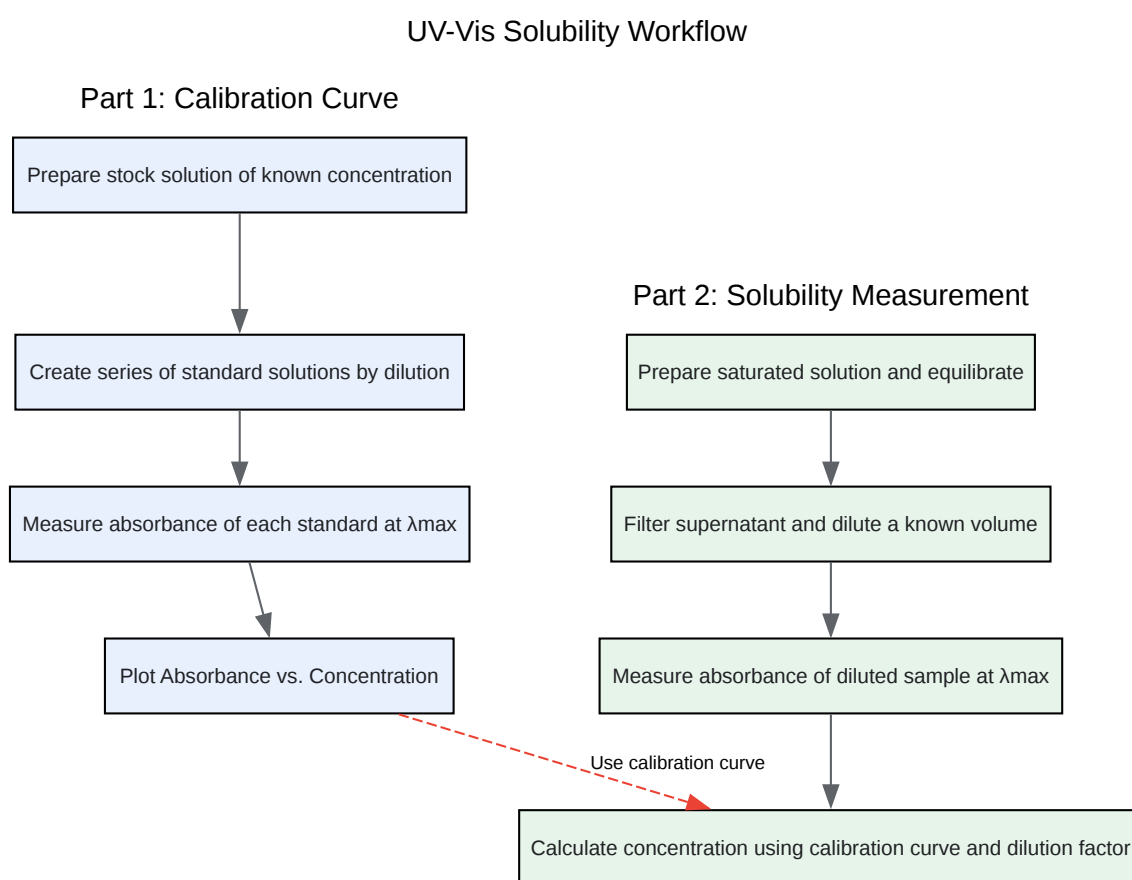 UV-Vis Solubility Workflow
Part 1: Calibration Curve
Prepare stock solution of known concentration
Create series of standard solutions by dilution
Measure absorbance of each standard at λmax
Plot Absorbance vs. Concentration
Part 2: Solubility Measurement
Prepare saturated solution and equilibrate
Filter supernatant and dilute a known volume
Measure absorbance of diluted sample at λmax
Use calibration curve
Calculate concentration using calibration curve and dilution factor